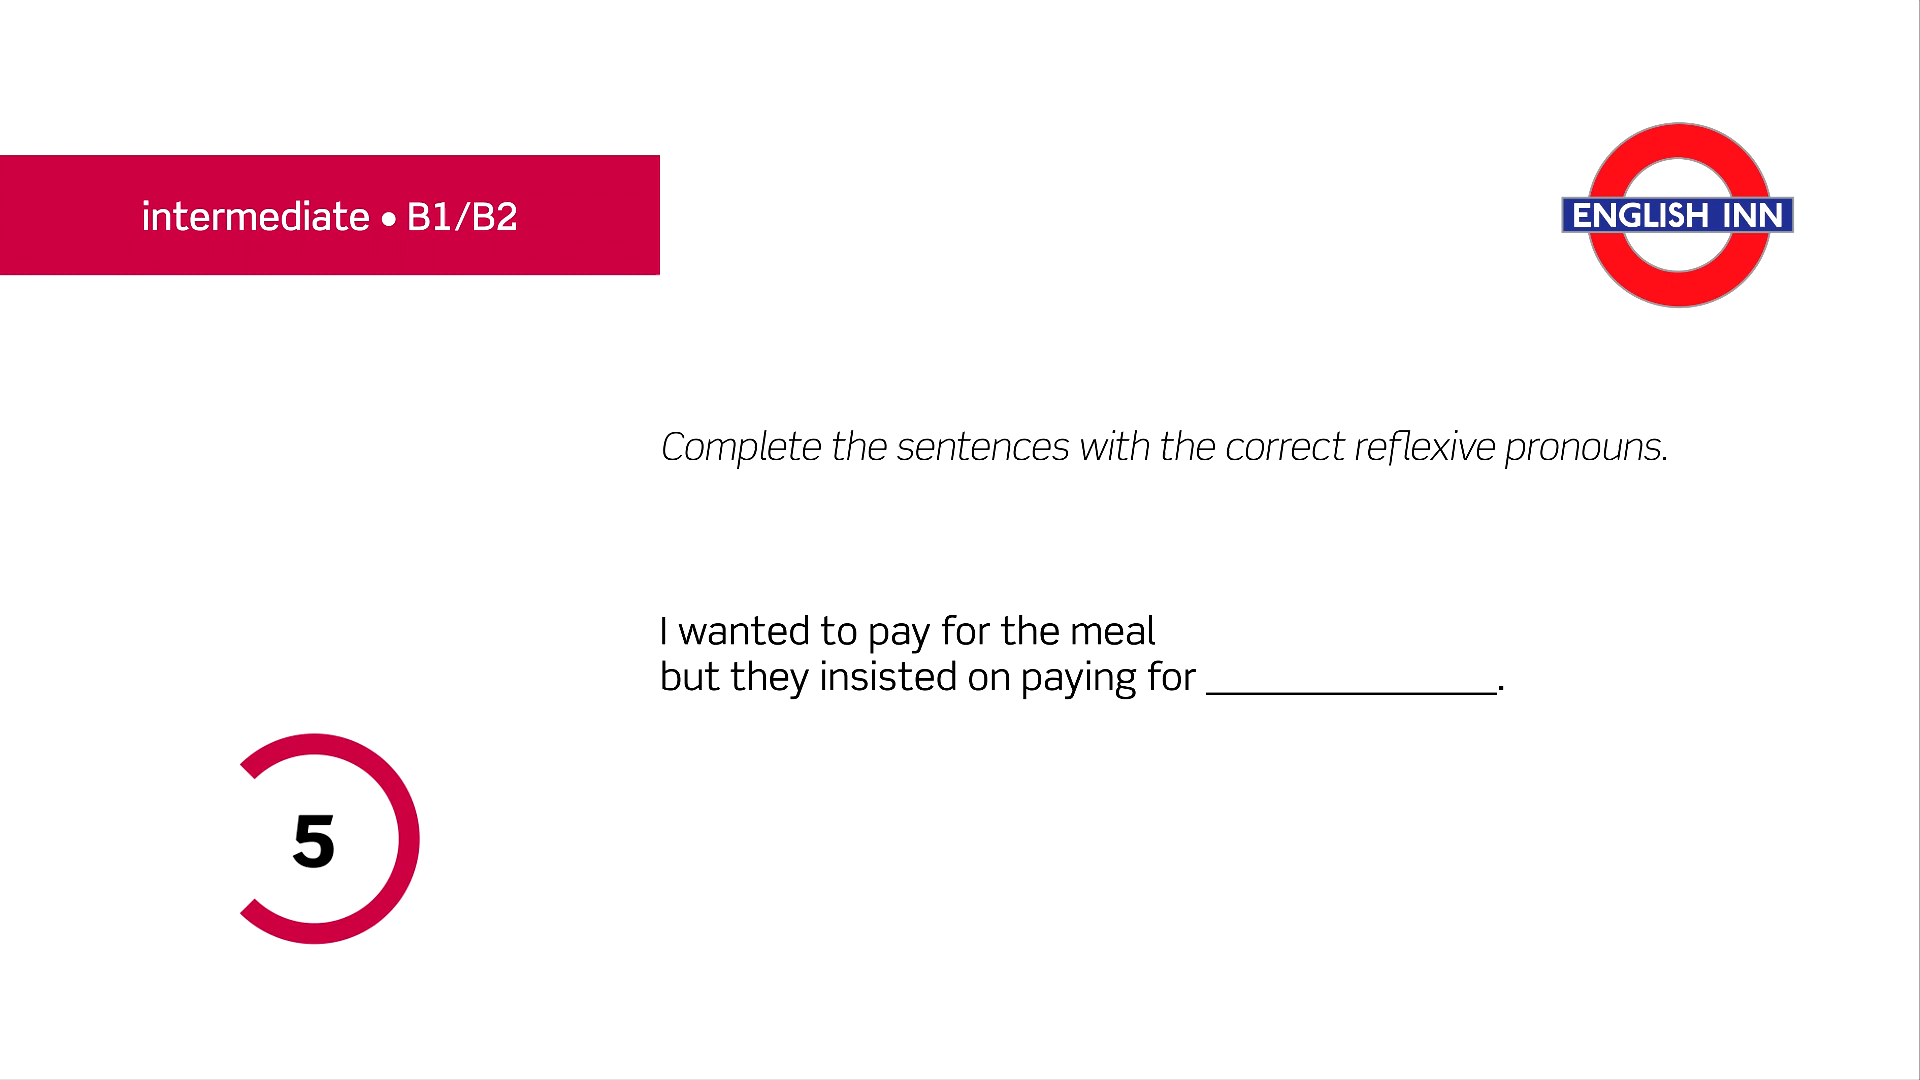 intermediate • B1/B2
ENGLISH INN
Complete the sentences with the correct reflexive pronouns.
I wanted to pay for the meal
but they insisted on paying for ______________.
5